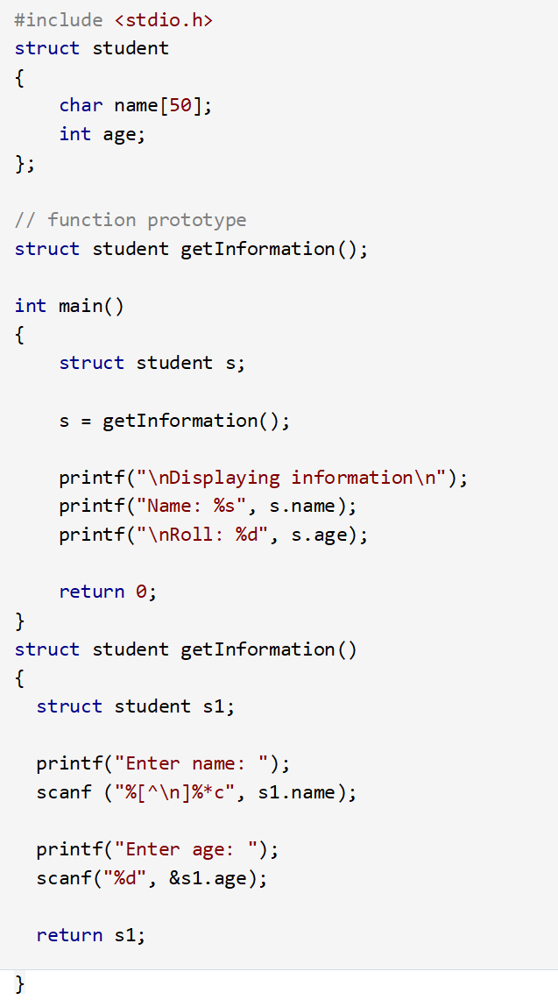 #include <stdio.h>
struct student
{
    char name[50];
    int age;
};

// function prototype
struct student getInformation();

int main()
{
    struct student s;

    s = getInformation();

    printf("\nDisplaying information\n");
    printf("Name: %s", s.name);
    printf("\nRoll: %d", s.age);

    return 0;
}
struct student getInformation()
{
  struct student s1;

  printf("Enter name: ");
  scanf ("%[^\n]%*c", s1.name);

  printf("Enter age: ");
  scanf("%d", &s1.age);

  return s1;

}